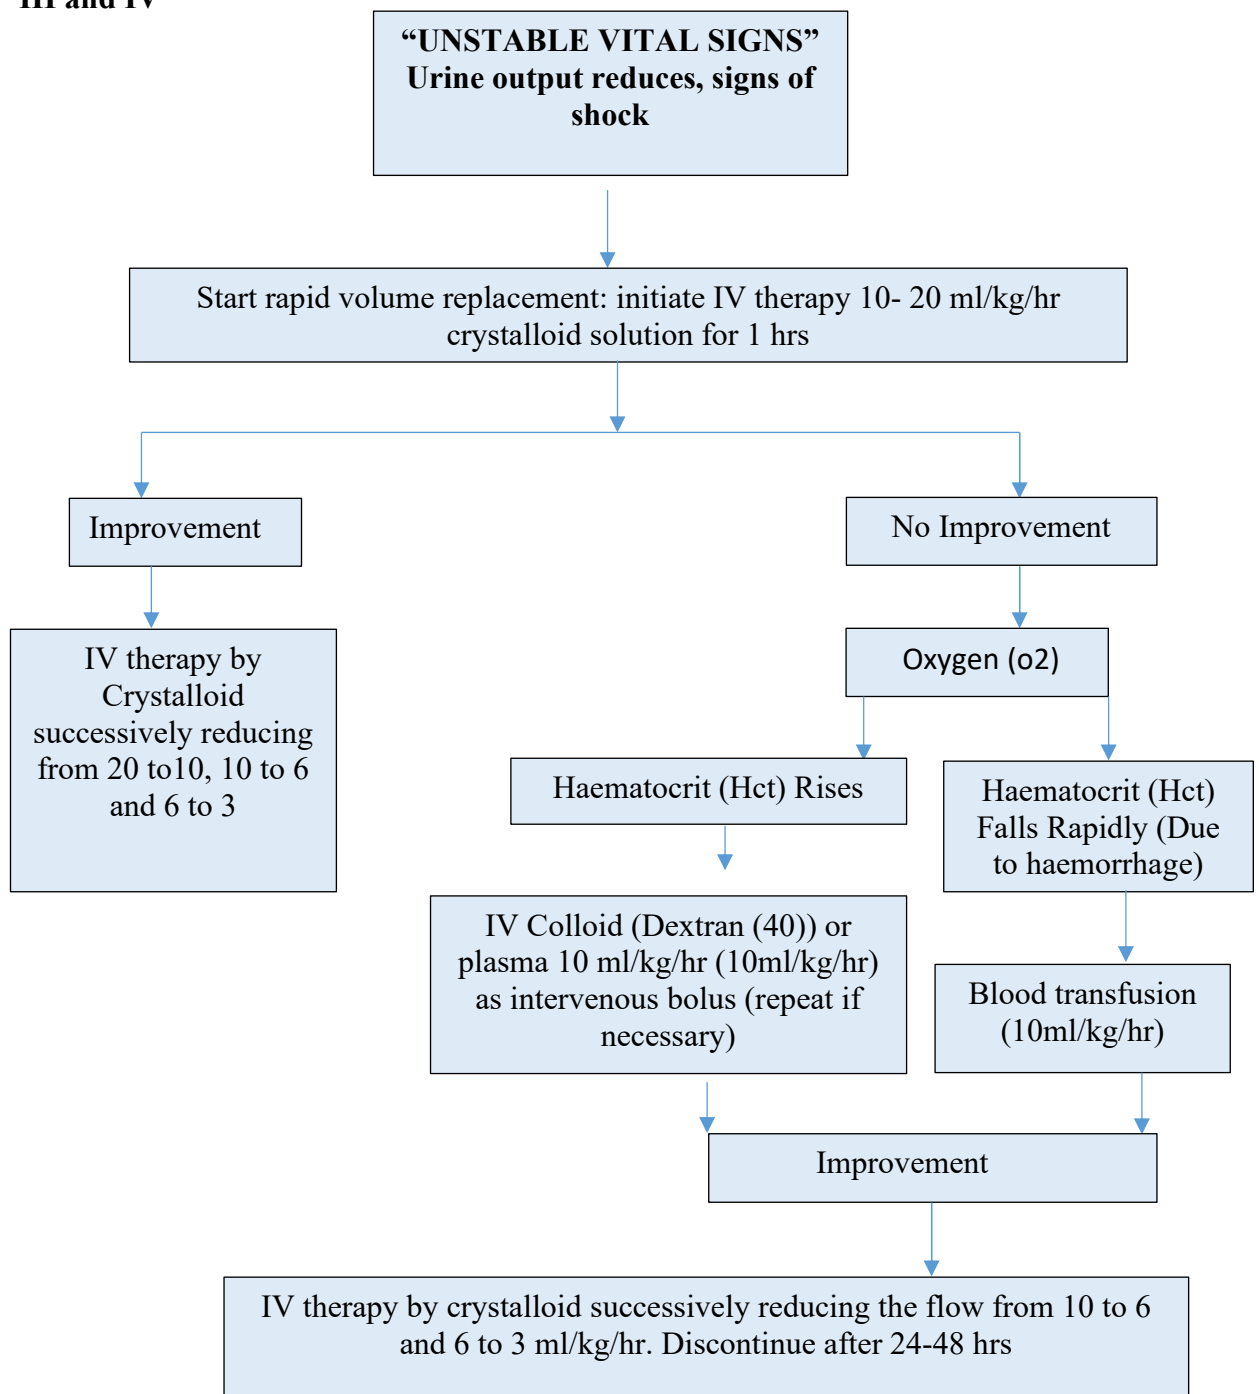 III and IV
“UNSTABLE VITAL SIGNS”
Urine output reduces, signs of
shock
Start rapid volume replacement: initiate IV therapy 10- 20 ml/kg/hr
crystalloid solution for 1 hrs
Improvement
No Improvement
IV therapy by
Crystalloid
successively reducing
from 20 to10, 10 to 6
and 6 to 3
Oxygen (o2)
Haematocrit (Hct) Rises
Haematocrit (Hct)
Falls Rapidly (Due
to haemorrhage)
IV Colloid (Dextran (40)) or
plasma 10 ml/kg/hr (10ml/kg/hr)
as intervenous bolus (repeat if
necessary)
Blood transfusion
(10ml/kg/hr)
Improvement
IV therapy by crystalloid successively reducing the flow from 10 to 6
and 6 to 3 ml/kg/hr. Discontinue after 24-48 hrs